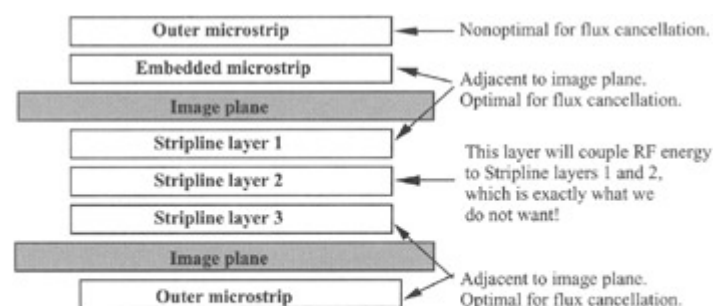 Outer microstrip
Nonoptimal for flux cancellation.
Embedded microstrip
Adjacent to image plane.
Optimal for flux cancellation.
Image plane
Stripline layer 1
This layer will couple RF energy
to Stripline layers 1 and 2,
which is exactly what we
do not want!
Stripline layer 2
Stripline layer 3
Image plane
Adjacent to image plane.
Optimal for flux cancellation.
Outer microstrip